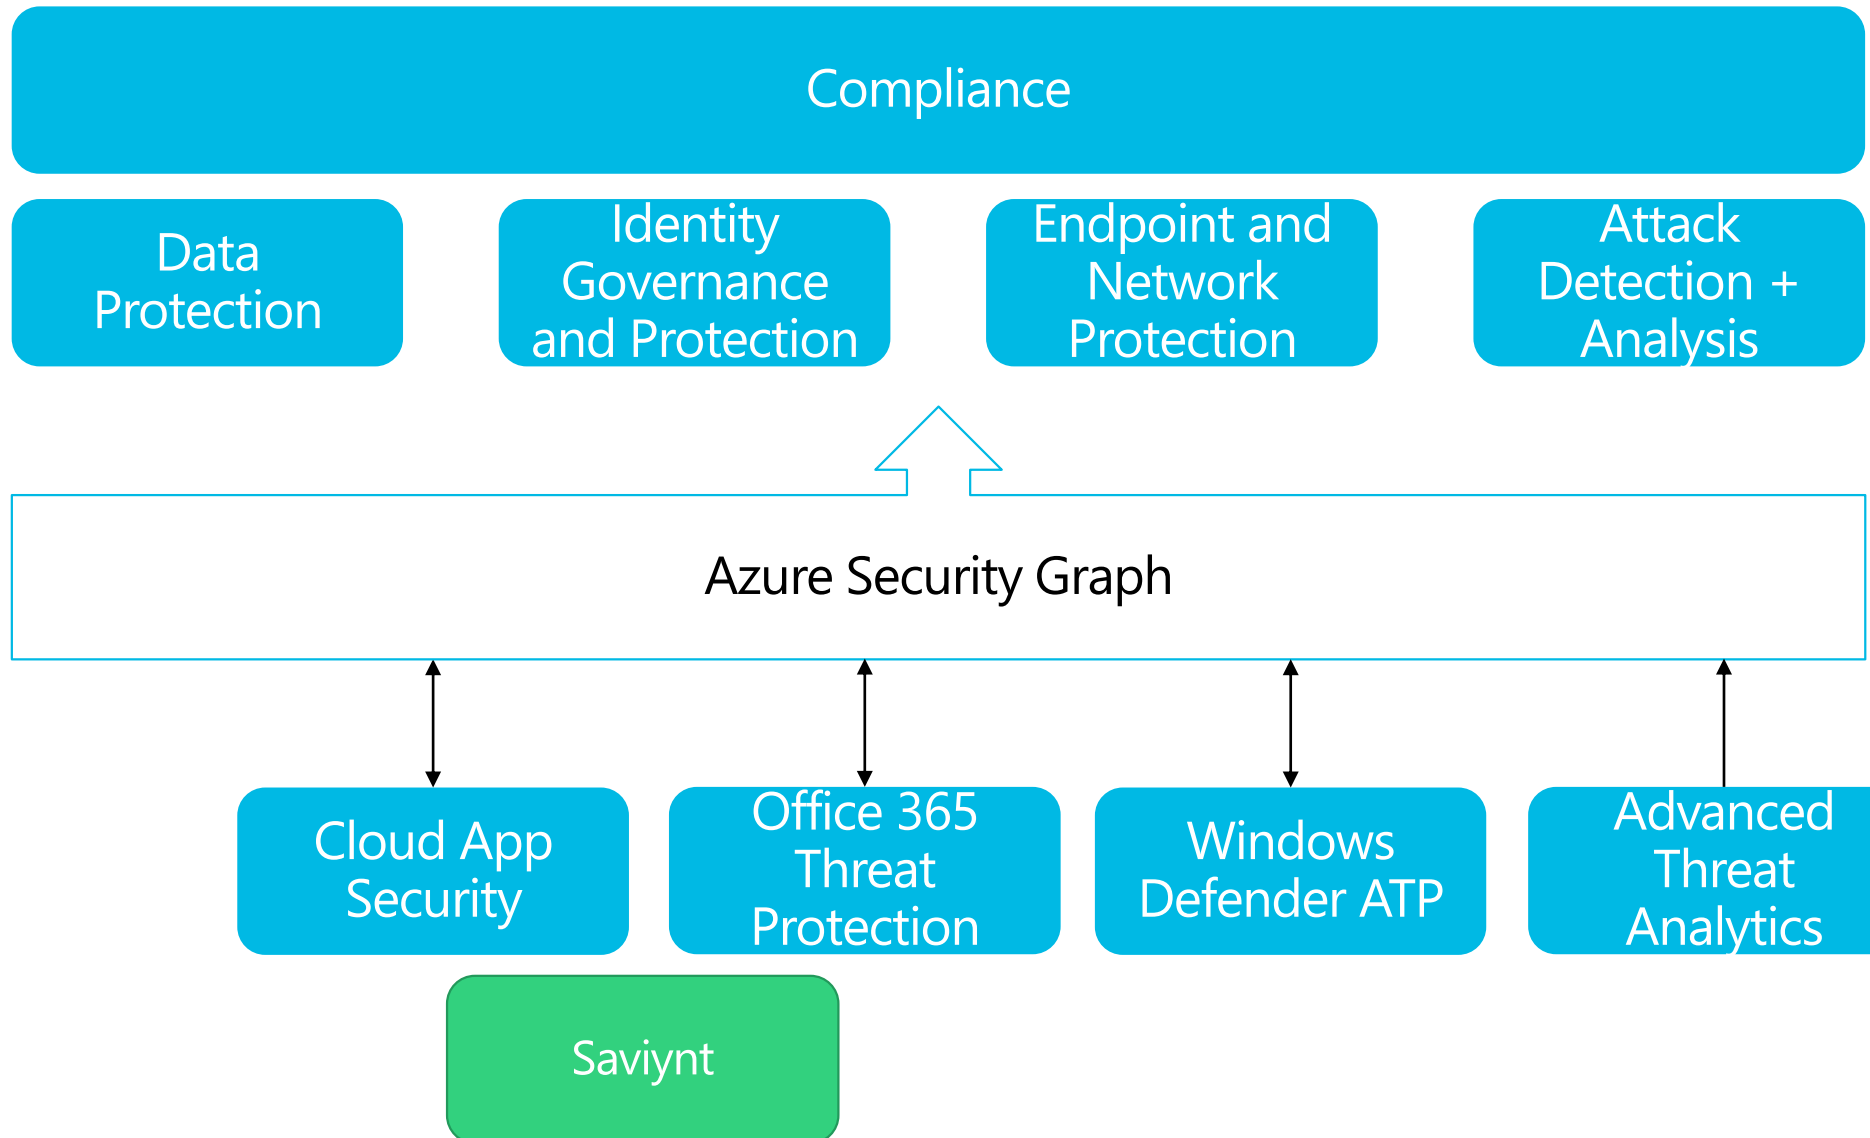 Compliance
Data
Protection
Identity
Governance
and Protection
Endpoint and
Network
Protection
Attack
Detection +
Analysis
Azure Security Graph
Cloud App
Security
Office 365
Threat
Protection
Windows
Defender ATP
Advanced
Threat
Analytics
Saviynt